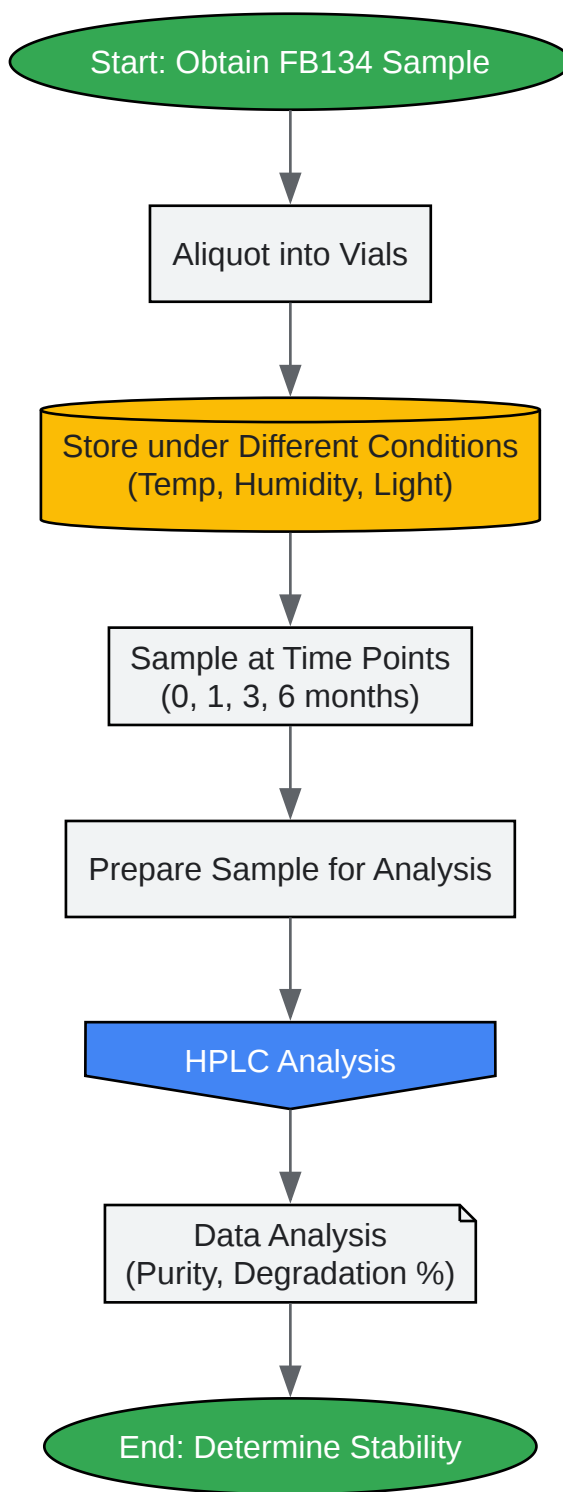 Start: Obtain FB134 Sample
Aliquot into Vials
Store under Different Conditions
(Temp, Humidity, Light)
Sample at Time Points
(0, 1, 3, 6 months)
Prepare Sample for Analysis
HPLC Analysis
Data Analysis
(Purity, Degradation %)
End: Determine Stability